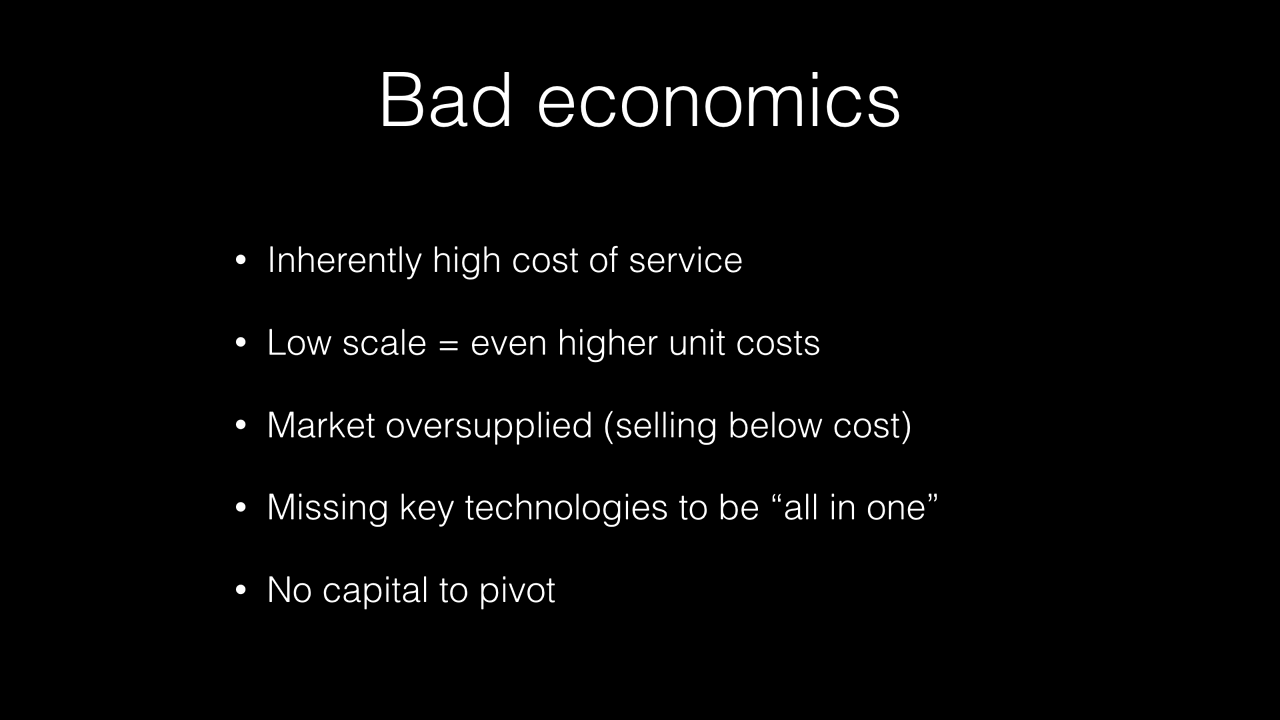 Bad economics
• Inherently high cost of service
• Low scale = even higher unit costs
• Market oversupplied (selling below cost)
• Missing key technologies to be “all in one”
• No capital to pivot